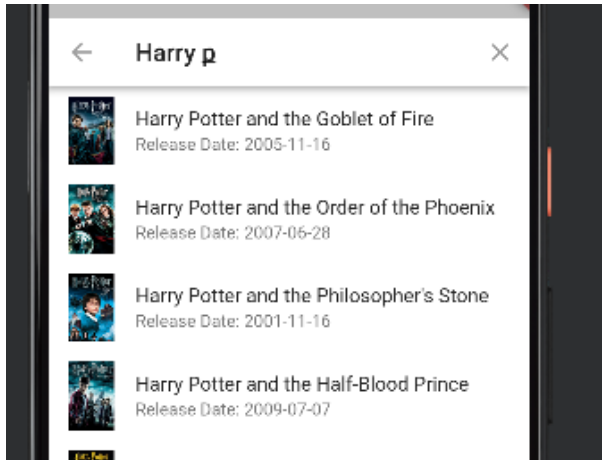 Harry p
Harry Potter and the Goblet of Fire
Release Date: 2005-11-16
Harry Potter and the Order of the Phoenix
Release Date: 2007-06-28
Harry Potter and the Philosopher's Stone
Release Date: 2001-11-16
Harry Potter and the Half-Blood Prince
Release Date: 2009-07-07